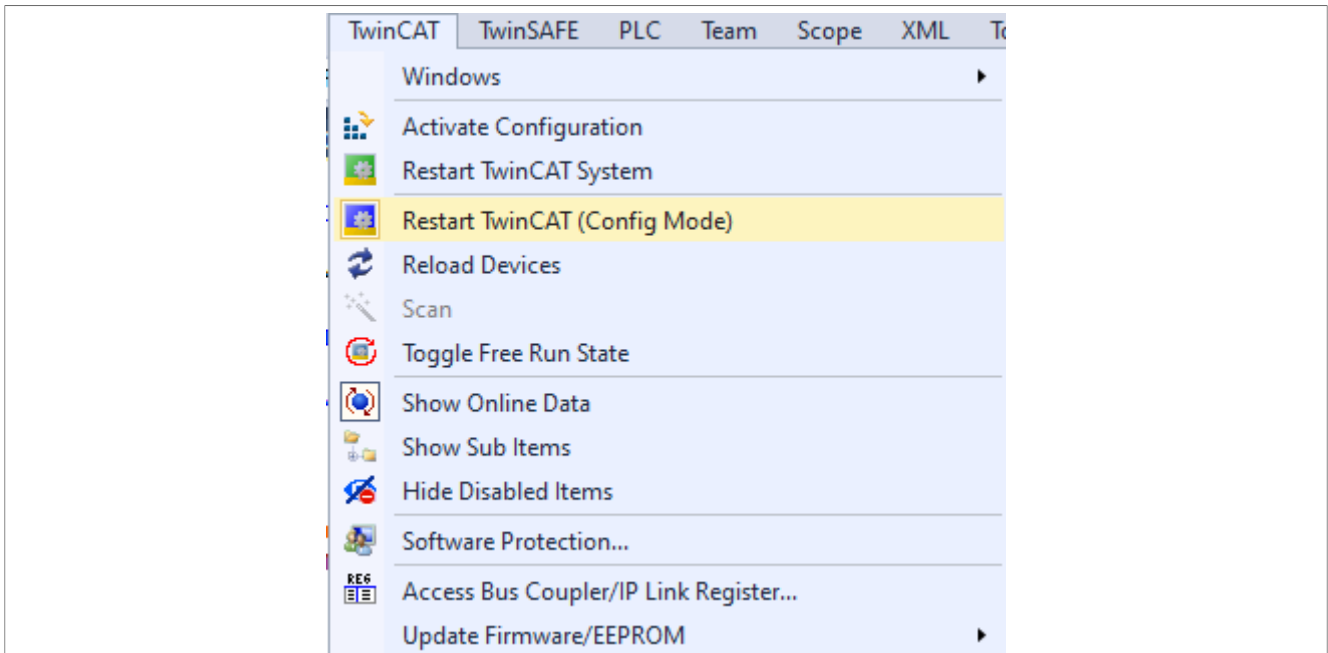 TwinCAT TwinSAFE PLC Team Scope XML
Windows
Activate Configuration
Restart TwinCAT System
Restart TwinCAT (Config Mode)
Reload Devices
Scan
Toggle Free Run State
Show Online Data
Show Sub Items
Hide Disabled Items
Software Protection...
REG
Access Bus Coupler/IP Link Register...
Update Firmware/EEPROM